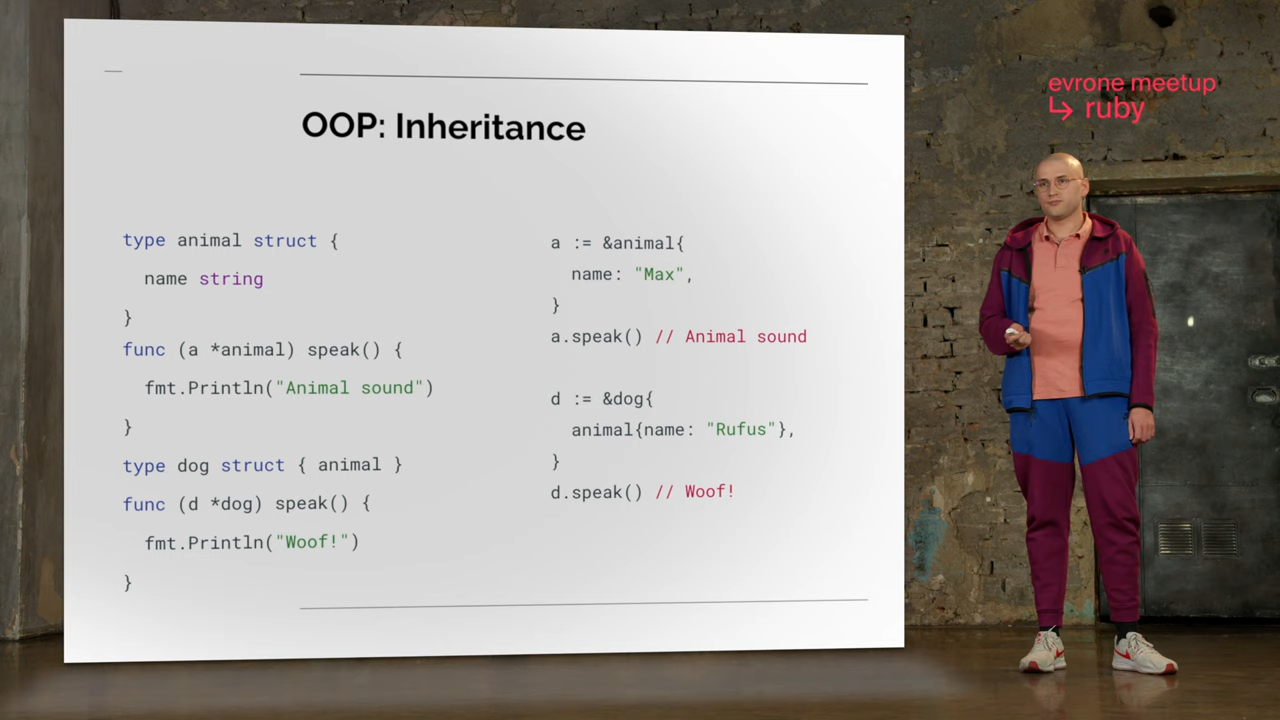 OOP: Inheritance
type animal struct {
name string
}
func (a *animal) speak() {
fmt.Println("Animal sound")
}
type dog struct { animal }
func (d *dog) speak() {
fmt.Println("Woof!")
}
a := &animal{
name: "Max",
}
a.speak() // Animal sound
d := &dog{
animal{name: "Rufus"},
}
d.speak() // Woof!
evrone meetup
↳ ruby